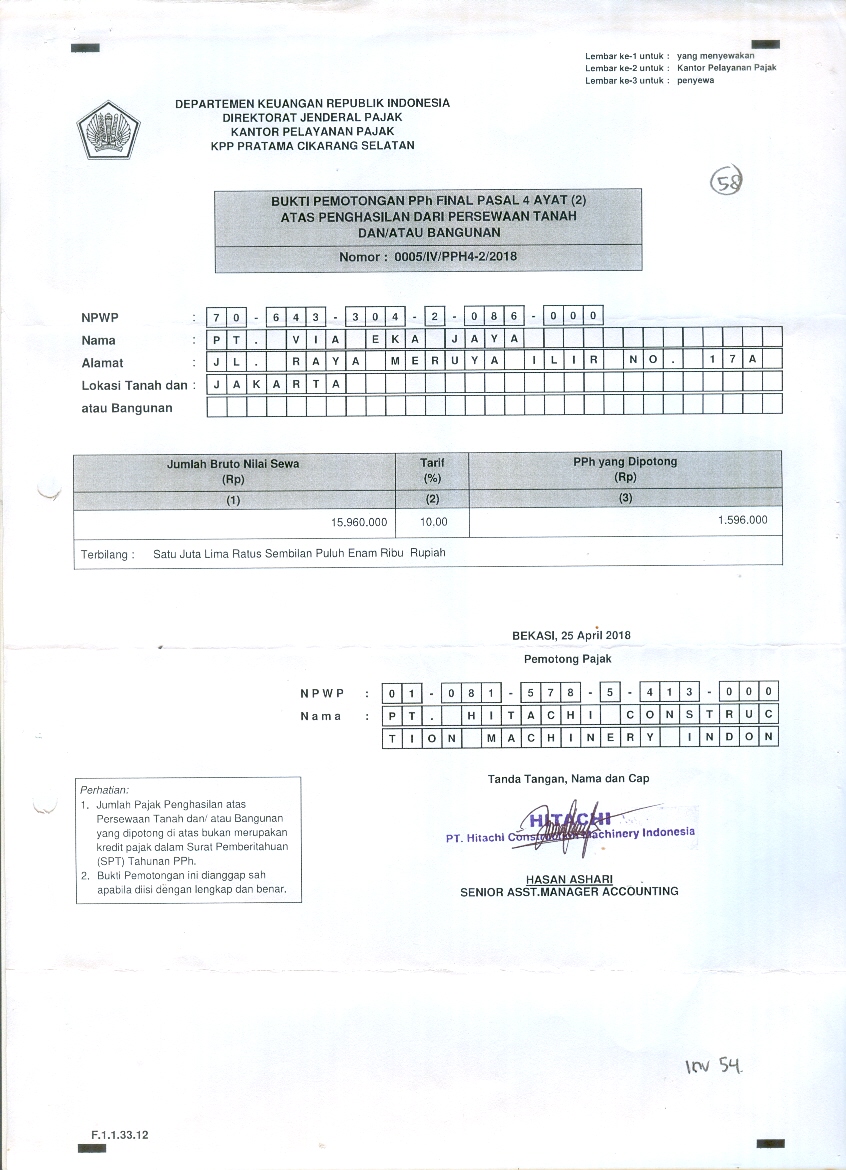 Lembar ke-1 untuk : yang menyewakan
Lembar ke-2 untuk : Kantor Pelayanan Pajak
Lembar ke-3 untuk : penyewa
DEPARTEMEN KEUANGAN REPUBLIK INDONESIA
DIREKTORAT JENDERAL PAJAK
KANTOR PELAYANAN PAJAK
KPP PRATAMA CIKARANG SELATAN
58
BUKTI PEMOTONGAN PPh FINAL PASAL 4 AYAT (2)
ATAS PENGHASILAN DARI PERSEWAAN TANAH
DAN/ATAU BANGUNAN
Nomor : 0005/IV/PPH4-2/2018
NPWP : 70-643-304-2-086-000
Nama : PT. VIA EKA JAYA
Alamat : JL. RAYA MERUYA ILIR NO. 17A
Lokasi Tanah dan : JAKARTA
atau Bangunan
Jumlah Bruto Nilai Sewa (Rp) Tarif (%) PPh yang Dipotong (Rp)
(1) (2) (3)
15.960.000 10.00 1.596.000
Terbilang : Satu Juta Lima Ratus Sembilan Puluh Enam Ribu Rupiah
BEKASI, 25 April 2018
Pemotong Pajak
NPWP : 01-081-578-5-413-000
Nama : PT. HITACHI CONSTRUC
TION MACHINERY INDON
Tanda Tangan, Nama dan Cap
HITACHI
PT. Hitachi Construction Machinery Indonesia
HASAN ASHARI
SENIOR ASST.MANAGER ACCOUNTING
Perhatian:
1. Jumlah Pajak Penghasilan atas
Persewaan Tanah dan/ atau Bangunan
yang dipotong di atas bukan merupakan
kredit pajak dalam Surat Pemberitahuan
(SPT) Tahunan PPh.
2. Bukti Pemotongan ini dianggap sah
apabila diisi dengan lengkap dan benar.
inv 54.
F.1.1.33.12